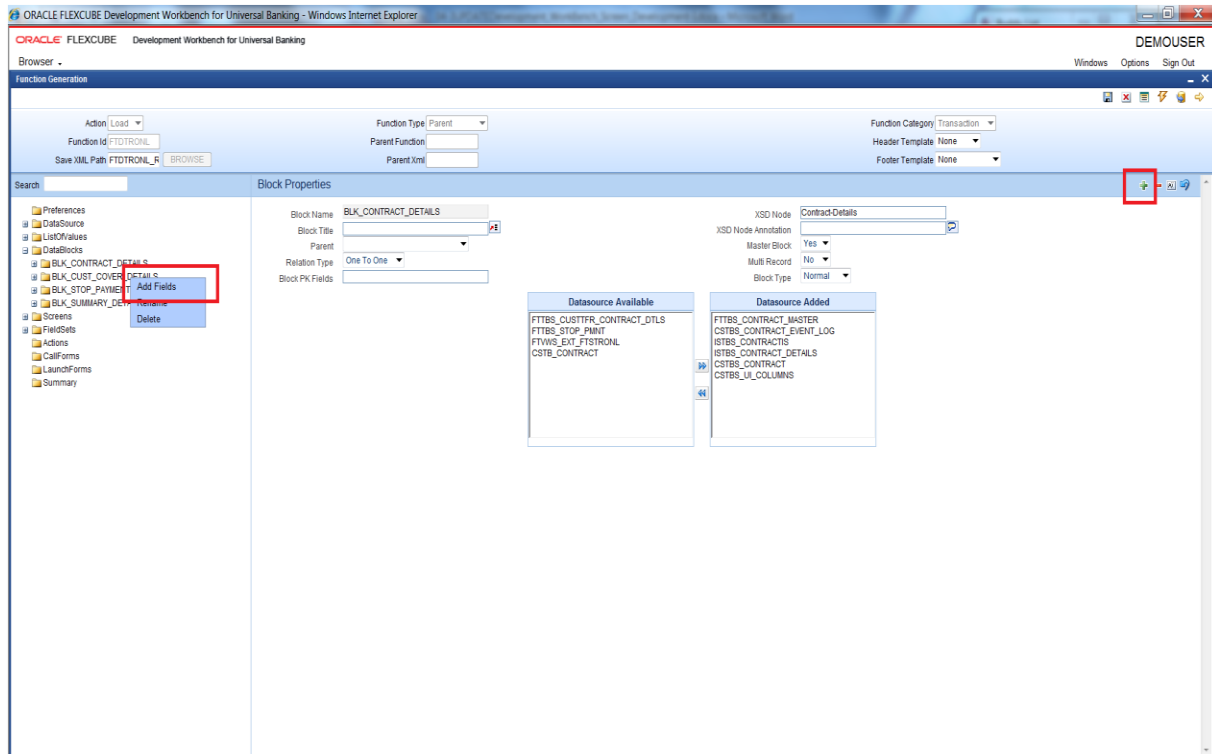 ORACLE FLEXCUBE Development Workbench for Universal Banking - Windows Internet Explorer
ORACLE FLEXCUBE Development Workbench for Universal Banking
DEMOUSER
Browser
Windows Options Sign Out
Function Generation
Action Load
Function Type Parent
Function Category Transaction
Function Id FTDTRONL
Parent Function
Header Template None
Save XML Path FTDTRONL_R BROWSE
Parent Xml
Footer Template None
Search
Block Properties
Preferences
DataSource
ListOfValues
DataBlocks
BLK_CONTRACT_DETAILS
BLK_CUST_COVER_DETAILS
BLK_STOP_PAYMENT
BLK_SUMMARY_DET
Screens
FieldSets
Actions
CallForms
LaunchForms
Summary
Add Fields
Rename
Delete
Block Name BLK_CONTRACT_DETAILS
Block Title
Parent
Relation Type One To One
Block PK Fields
XSD Node Contract-Details
XSD Node Annotation
Master Block Yes
Multi Record No
Block Type Normal
Datasource Available
FTTBS_CUSTTFR_CONTRACT_DTLS
FTTBS_STOP_PMNT
FTVWS_EXT_FTSTRONL
CSTB_CONTRACT
Datasource Added
FTTBS_CONTRACT_MASTER
CSTBS_CONTRACT_EVENT_LOG
ISTBS_CONTRACTIS
ISTBS_CONTRACT_DETAILS
CSTBS_CONTRACT
CSTBS_UI_COLUMNS